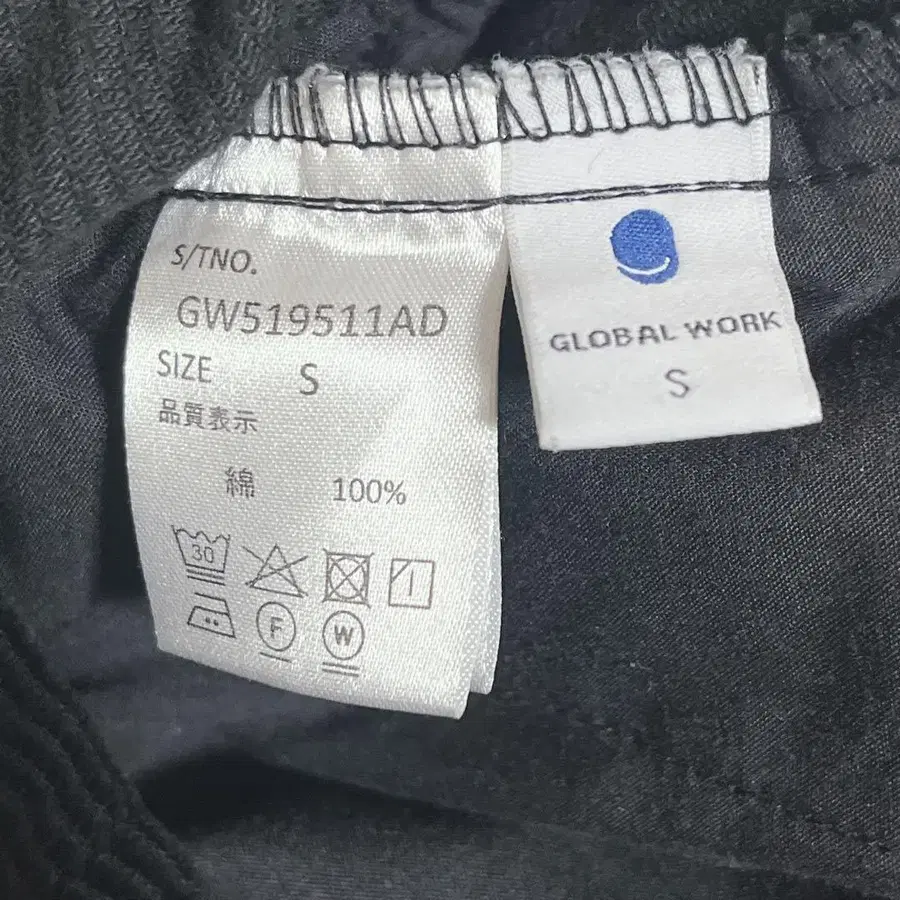 S/TNO.
GW519511AD
SIZE S
品質表示
綿 100%
30
F W
GLOBAL WORK
S